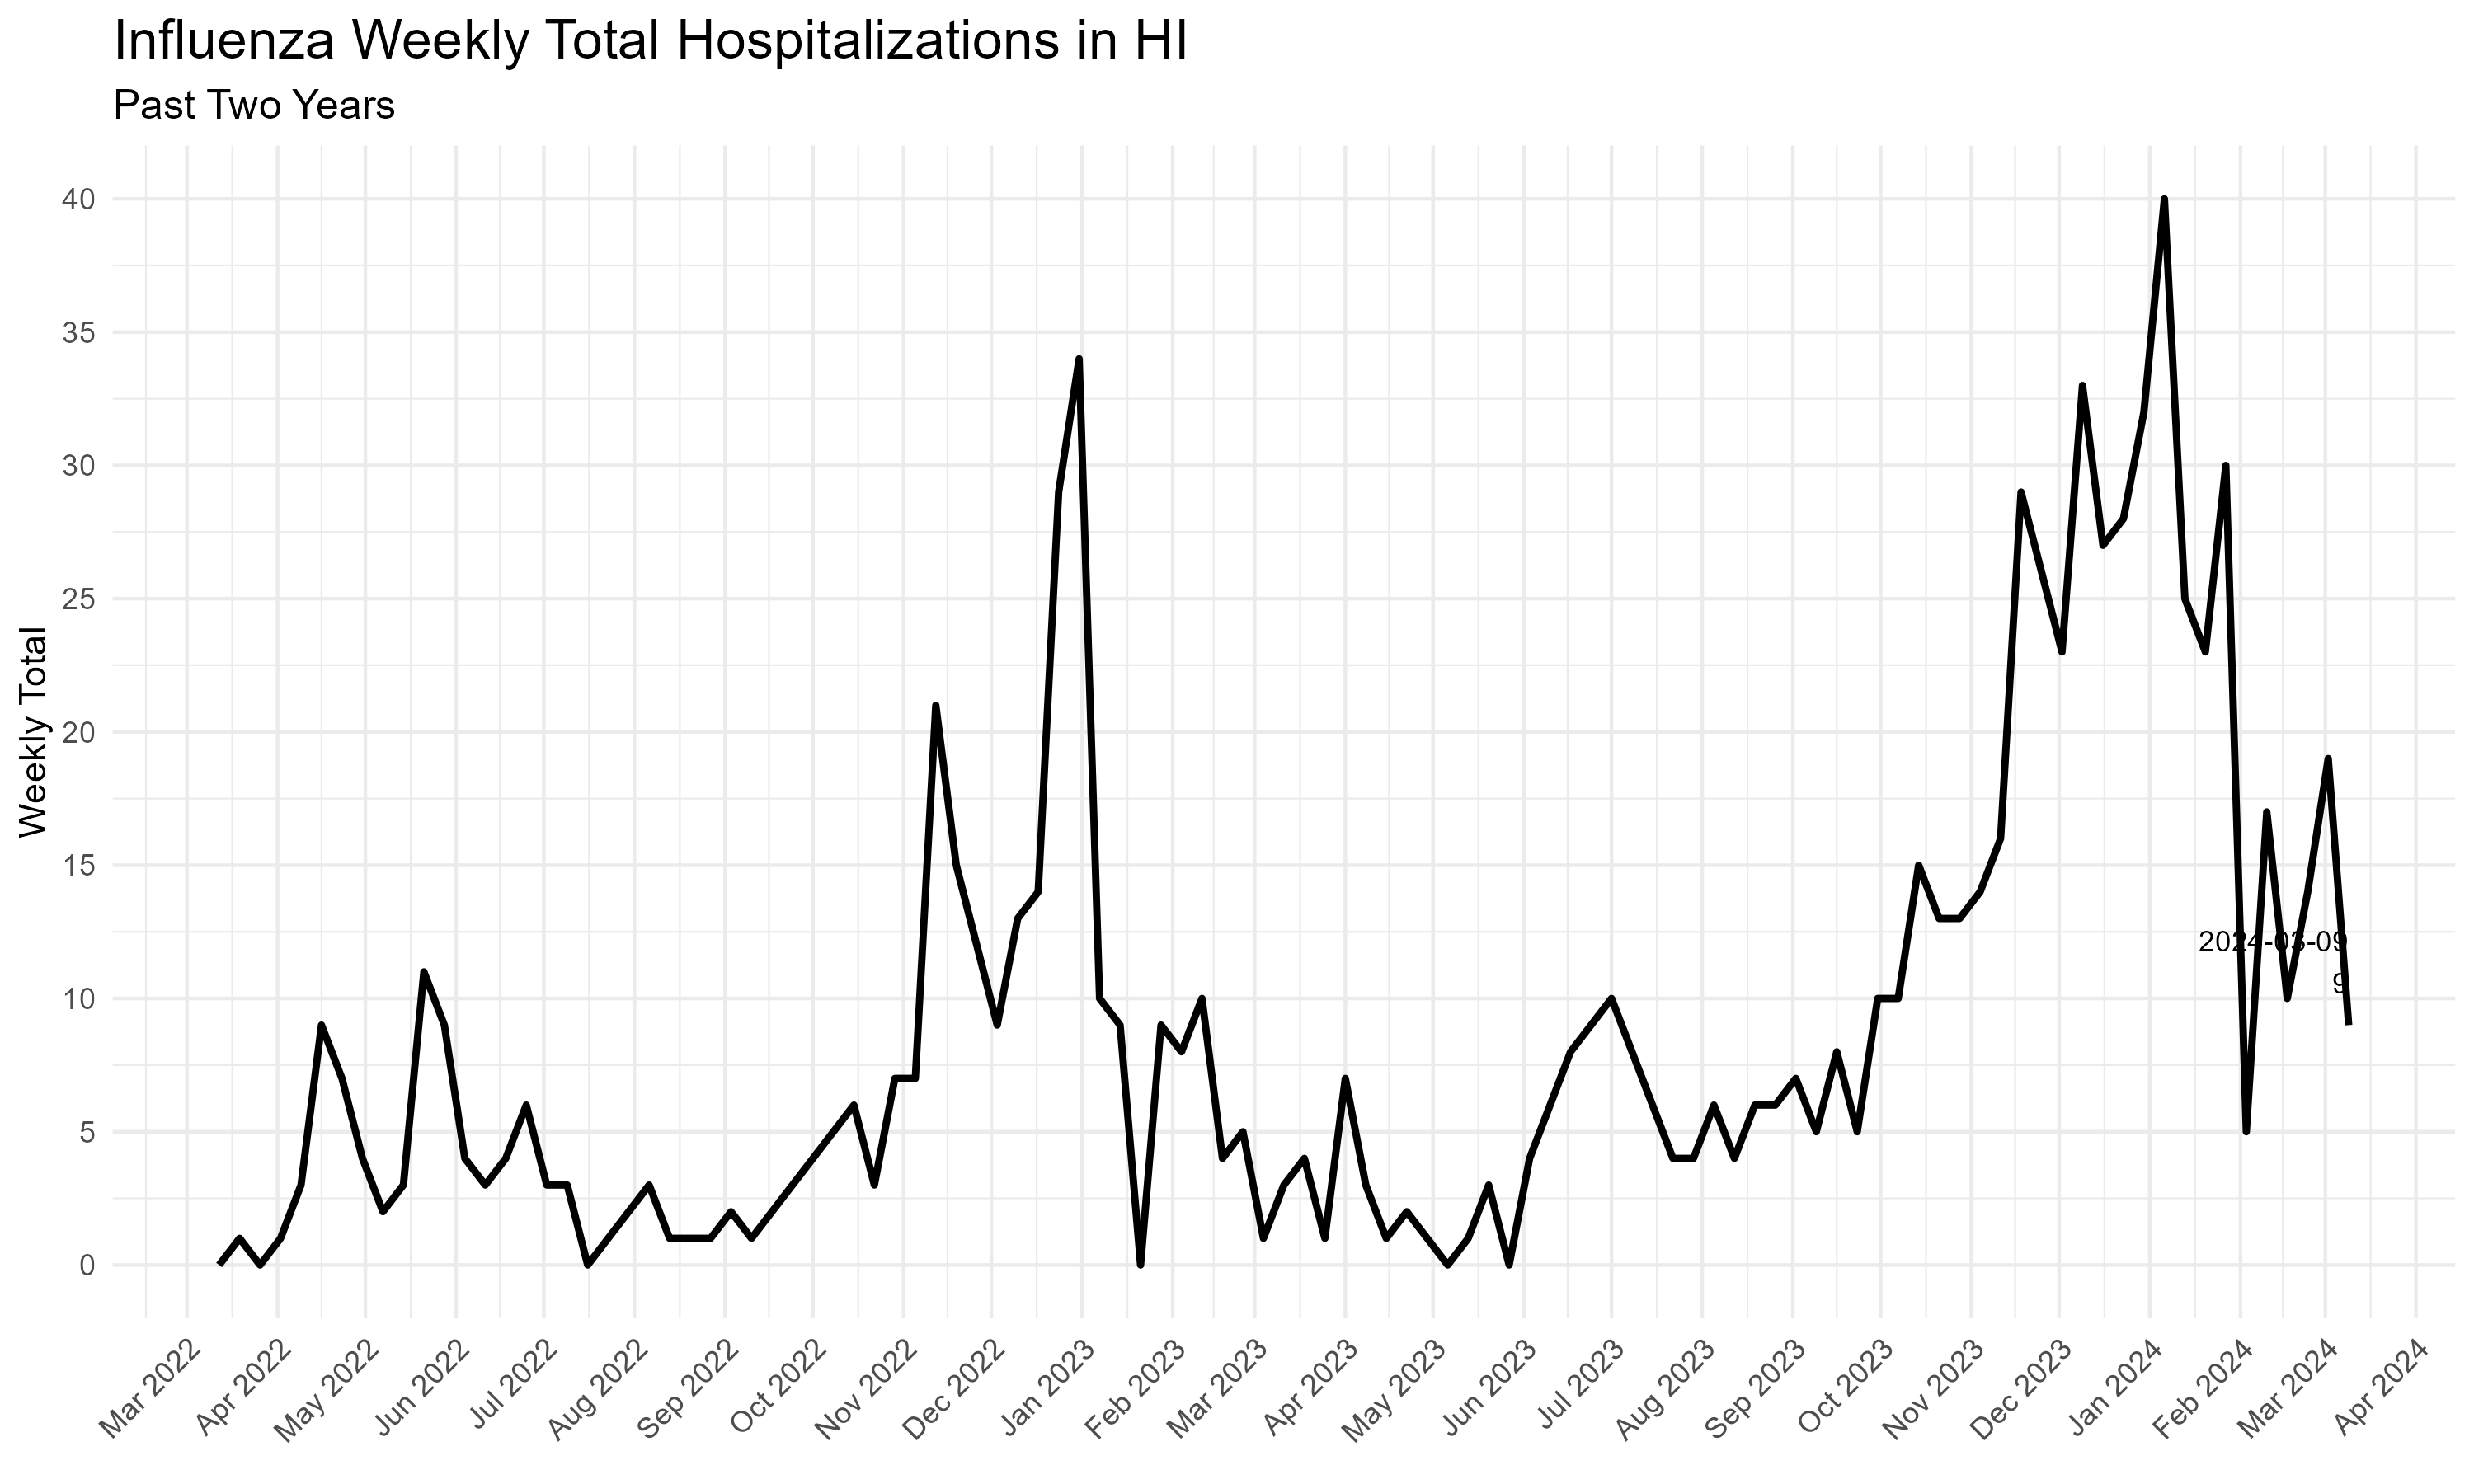 Influenza Weekly Total Hospitalizations in HI
Past Two Years
Weekly Total
40
35
30
25
20
15
10
5
0
2024-03-09
9
Mar 2022
Apr 2022
May 2022
Jun 2022
Jul 2022
Aug 2022
Sep 2022
Oct 2022
Nov 2022
Dec 2022
Jan 2023
Feb 2023
Mar 2023
Apr 2023
May 2023
Jun 2023
Jul 2023
Aug 2023
Sep 2023
Oct 2023
Nov 2023
Dec 2023
Jan 2024
Feb 2024
Mar 2024
Apr 2024